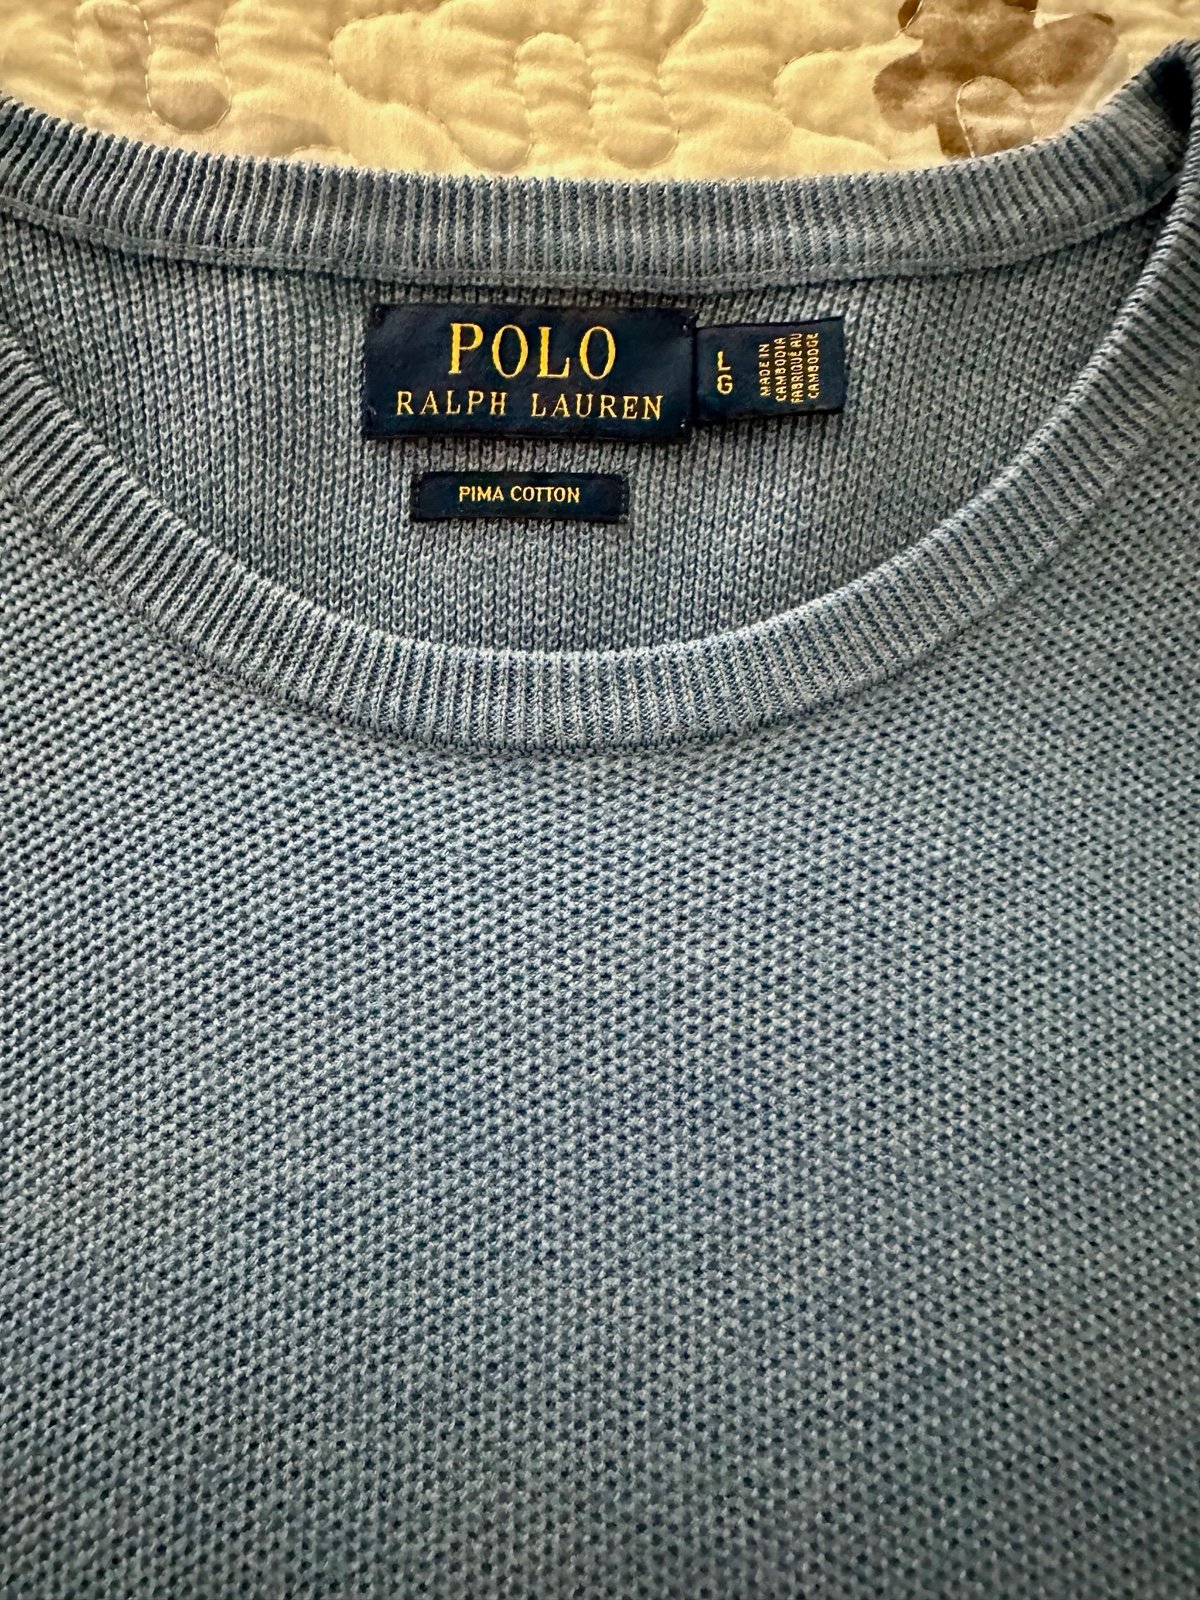 POLO
RALPH LAUREN
L
G
MADE IN
CAMBODIA
FABRIQUÉ AU
CAMBODGE
PIMA COTTON